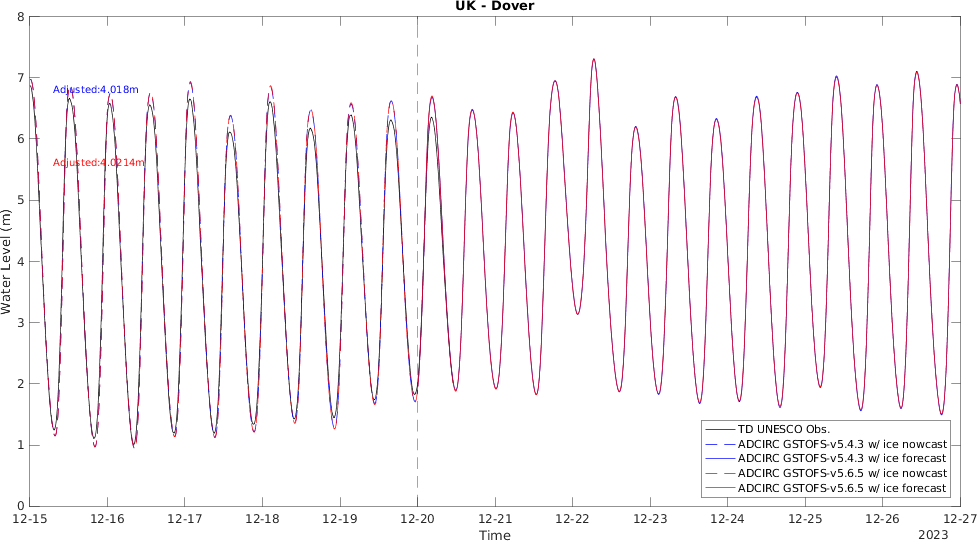 UK - Dover
8
7
6
5
4
3
2
1
0
Water Level (m)
Adjusted:4.018m
Adjusted:4.0214m
TD UNESCO Obs.
ADCIRC GSTOFS-v5.4.3 w/ ice nowcast
ADCIRC GSTOFS-v5.4.3 w/ ice forecast
ADCIRC GSTOFS-v5.6.5 w/ ice nowcast
ADCIRC GSTOFS-v5.6.5 w/ ice forecast
12-15 12-16 12-17 12-18 12-19 12-20 12-21 12-22 12-23 12-24 12-25 12-26 12-27
Time
2023